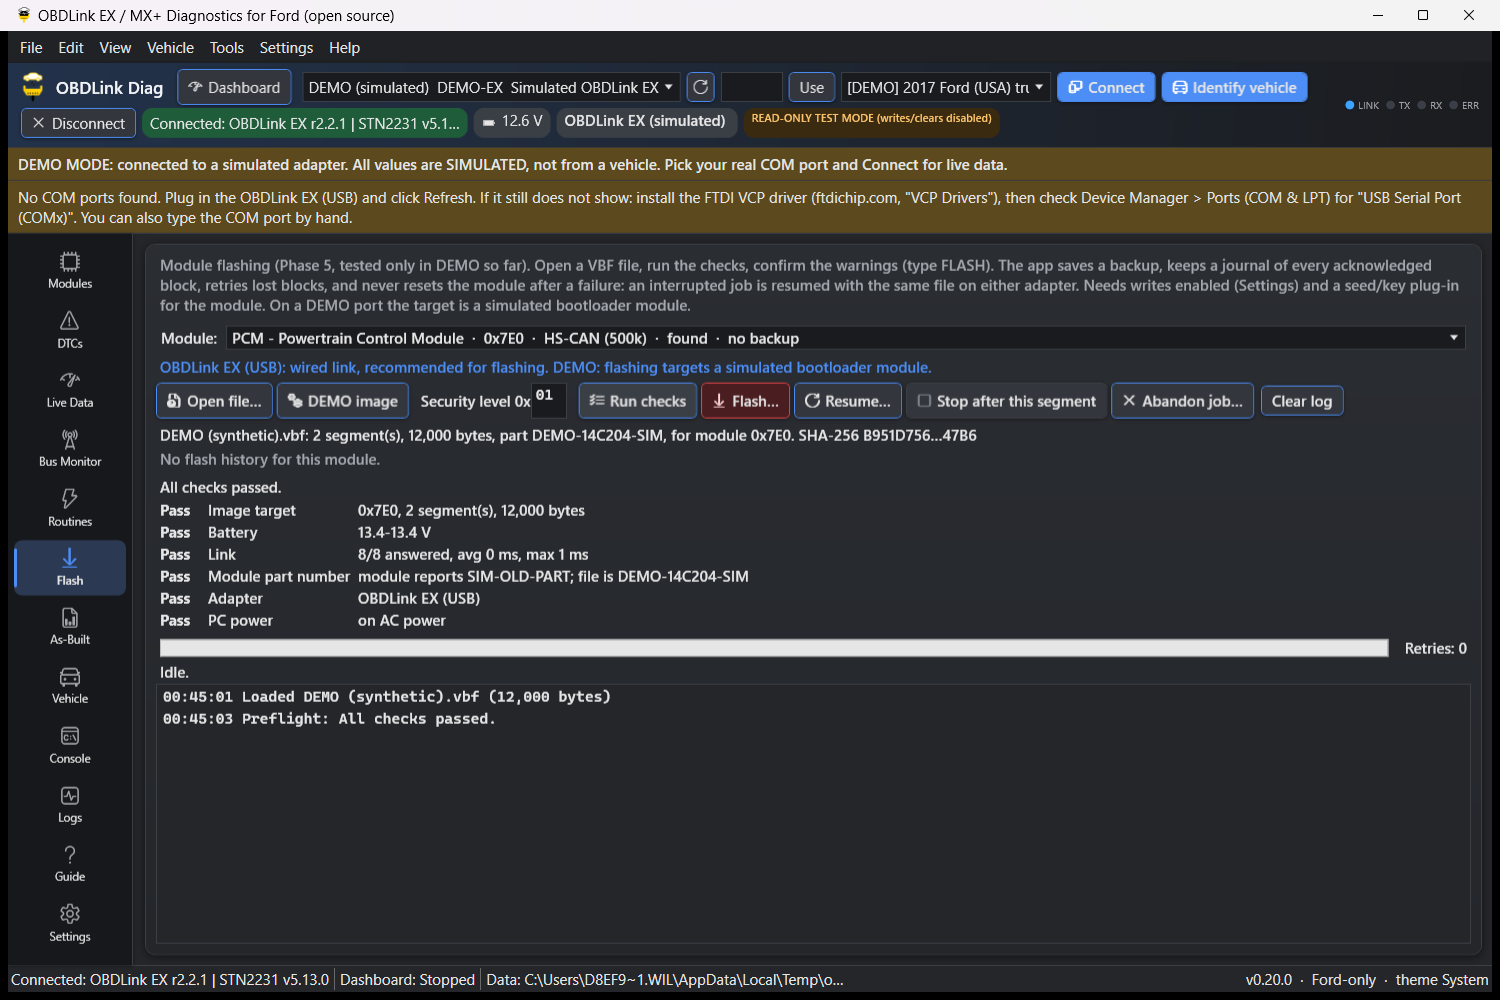 OBDLink EX / MX+ Diagnostics for Ford (open source)
File Edit View Vehicle Tools Settings Help
OBDLink Diag Dashboard DEMO (simulated) DEMO-EX Simulated OBDLink EX Use [DEMO] 2017 Ford (USA) tru Connect Identify vehicle
LINK TX RX ERR
Disconnect Connected: OBDLink EX r2.2.1 | STN2231 v5.1... 12.6 V OBDLink EX (simulated) READ-ONLY TEST MODE (writes/clears disabled)
DEMO MODE: connected to a simulated adapter. All values are SIMULATED, not from a vehicle. Pick your real COM port and Connect for live data.
No COM ports found. Plug in the OBDLink EX (USB) and click Refresh. If it still does not show: install the FTDI VCP driver (ftdichip.com, "VCP Drivers"), then check Device Manager > Ports (COM & LPT) for "USB Serial Port
(COMx)". You can also type the COM port by hand.
Modules
DTCs
Live Data
Bus Monitor
Routines
Flash
As-Built
Vehicle
Console
Logs
Guide
Settings
Module flashing (Phase 5, tested only in DEMO so far). Open a VBF file, run the checks, confirm the warnings (type FLASH). The app saves a backup, keeps a journal of every acknowledged
block, retries lost blocks, and never resets the module after a failure: an interrupted job is resumed with the same file on either adapter. Needs writes enabled (Settings) and a seed/key plug-in
for the module. On a DEMO port the target is a simulated bootloader module.
Module: PCM - Powertrain Control Module · 0x7E0 · HS-CAN (500k) · found · no backup
OBDLink EX (USB): wired link, recommended for flashing. DEMO: flashing targets a simulated bootloader module.
Open file... DEMO image Security level 0x 01 Run checks Flash... Resume... Stop after this segment Abandon job... Clear log
DEMO (synthetic).vbf: 2 segment(s), 12,000 bytes, part DEMO-14C204-SIM, for module 0x7E0. SHA-256 B951D756...47B6
No flash history for this module.
All checks passed.
Pass Image target 0x7E0, 2 segment(s), 12,000 bytes
Pass Battery 13.4-13.4 V
Pass Link 8/8 answered, avg 0 ms, max 1 ms
Pass Module part number module reports SIM-OLD-PART; file is DEMO-14C204-SIM
Pass Adapter OBDLink EX (USB)
Pass PC power on AC power
Retries: 0
Idle.
00:45:01 Loaded DEMO (synthetic).vbf (12,000 bytes)
00:45:03 Preflight: All checks passed.
Connected: OBDLink EX r2.2.1 | STN2231 v5.13.0 Dashboard: Stopped Data: C:\Users\D8EF9~1.WIL\AppData\Local\Temp\o... v0.20.0 · Ford-only · theme System